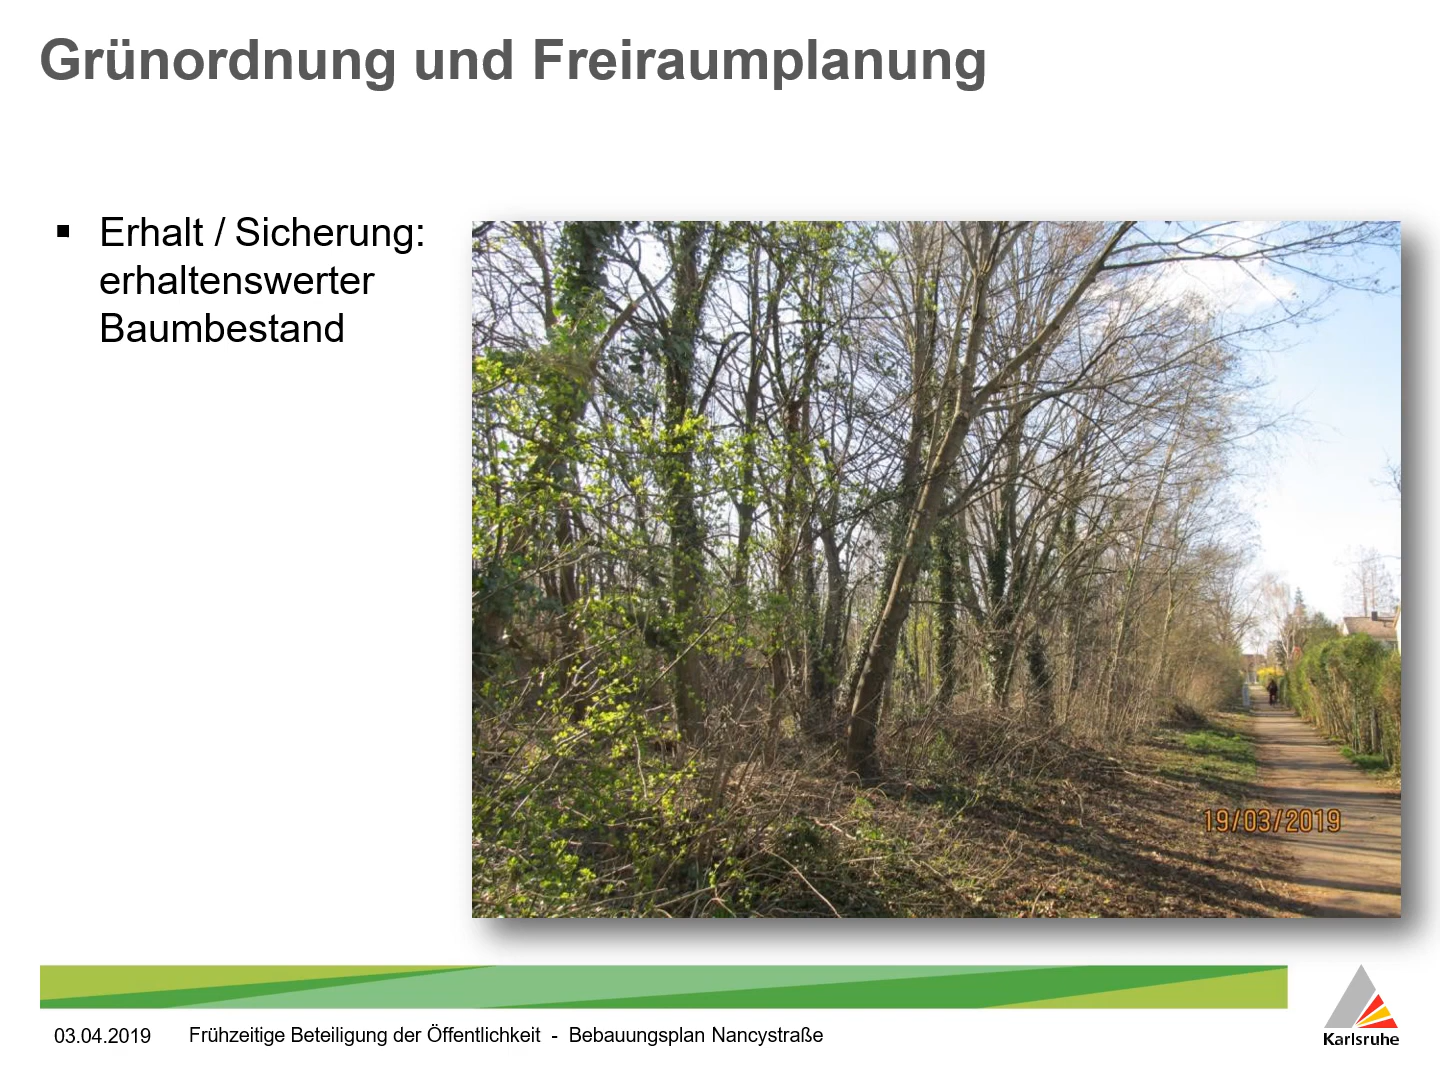 Grünordnung und Freiraumplanung
▪ Erhalt / Sicherung:
erhaltenswerter
Baumbestand
19/03/2019
03.04.2019 Frühzeitige Beteiligung der Öffentlichkeit - Bebauungsplan Nancystraße
Karlsruhe